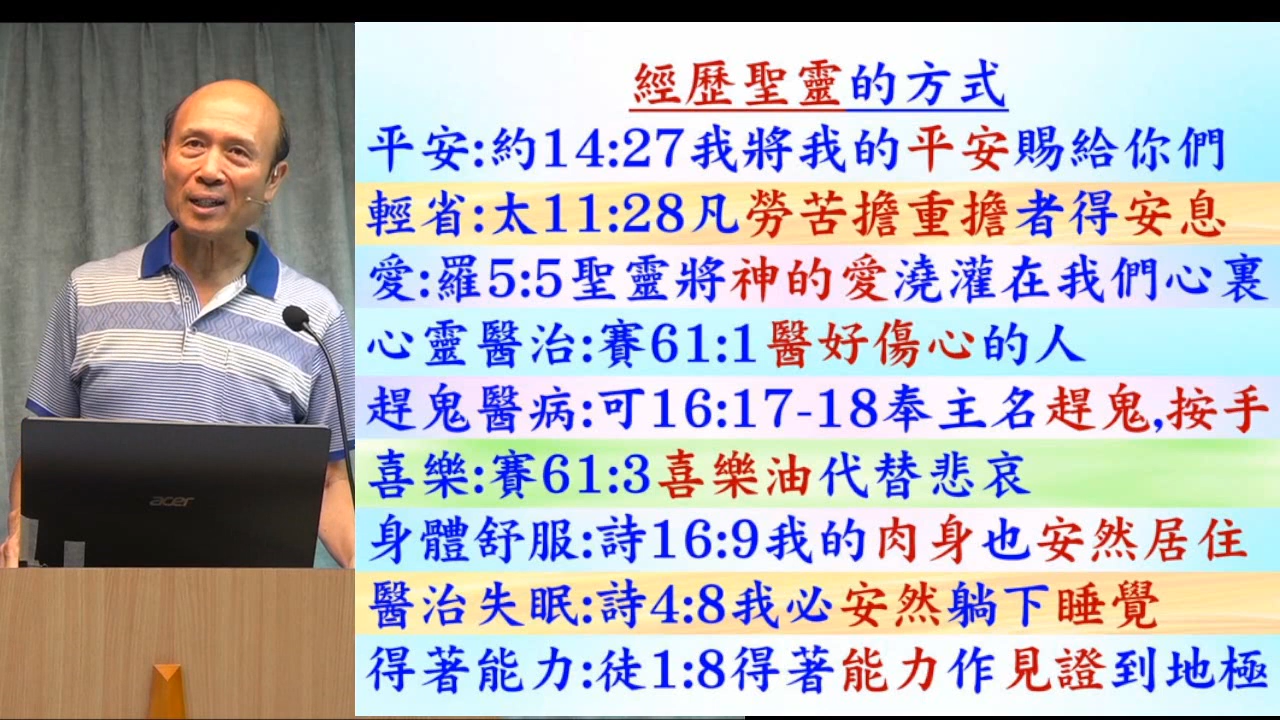 經歷聖靈的方式
平安:約14:27我將我的平安賜給你們
輕省:太11:28凡勞苦擔重擔者得安息
愛:羅5:5聖靈將神的愛澆灌在我們心裏
心靈醫治:賽61:1醫好傷心的人
趕鬼醫病:可16:17-18奉主名趕鬼,按手
喜樂:賽61:3喜樂油代替悲哀
身體舒服:詩16:9我的肉身也安然居住
醫治失眠:詩4:8我必安然躺下睡覺
得著能力:徒1:8得著能力作見證到地極
acer